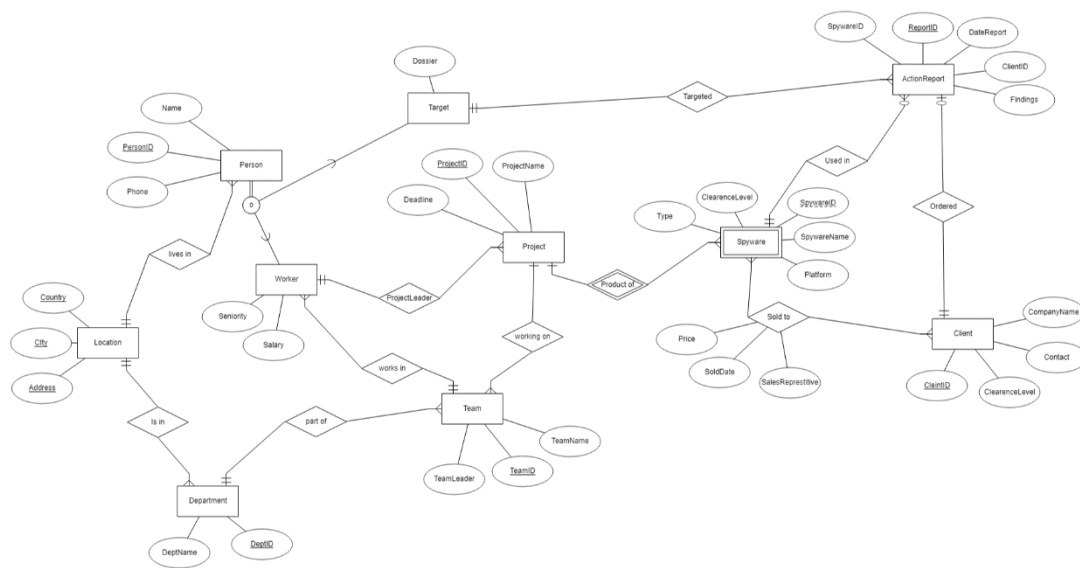 SpywareID
ReportID
DateReport
Dossier
ClientID
Target
Targeted
ActionReport
Findings
Name
PersonID
Person
ProjectID
ProjectName
Used in
Phone
ClearenceLevel
SpywareID
Deadline
Type
o
Ordered
Project
Spyware
SpywareName
lives in
Worker
ProjectLeader
Product of
Platform
Country
Seniority
Salary
CompanyName
City
Location
Price
Sold to
Client
working on
Contact
Address
works in
SoldDate
SalesReprestitive
CleintID
ClearenceLevel
Is in
part of
Team
TeamName
TeamLeader
TeamID
Department
DeptName
DeptID